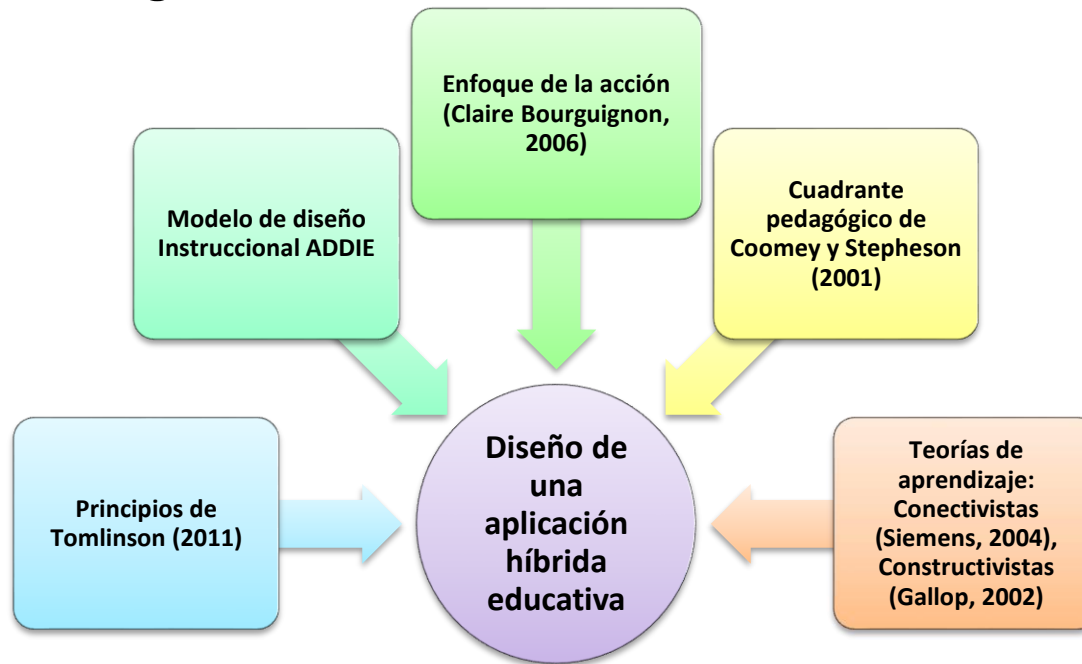 Enfoque de la acción
(Claire Bourguignon,
2006)
Modelo de diseño
Instruccional ADDIE
Cuadrante
pedagógico de
Coomey y Stepheson
(2001)
Principios de
Tomlinson (2011)
Diseño de
una
aplicación
híbrida
educativa
Teorías de
aprendizaje:
Conectivistas
(Siemens, 2004),
Constructivistas
(Gallop, 2002)